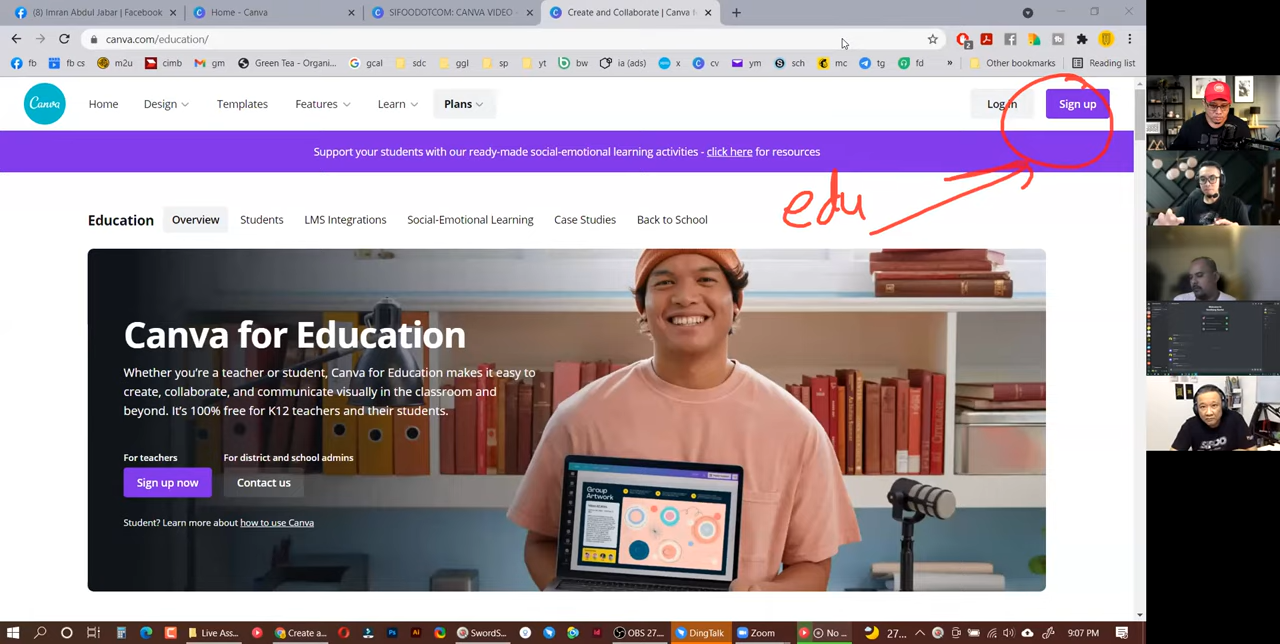 (8) Imran Abdul Jabar | Facebook
Home - Canva
SIFOODOTCOM: CANVA VIDEO
Create and Collaborate | Canva f
canva.com/education/
2
fb
fb cs
m2u
cimb
gm
Green Tea - Organi...
gcal
sdc
ggl
sp
yt
bw
ia (ads)
x
cv
ym
sch
mc
tg
fd
»
Other bookmarks
Reading list
Canva
Home
Design
Templates
Features
Learn
Plans
Log in
Sign up
Support your students with our ready-made social-emotional learning activities - click here for resources
edu
Education
Overview
Students
LMS Integrations
Social-Emotional Learning
Case Studies
Back to School
Canva for Education
Whether you're a teacher or student, Canva for Education makes it easy to
create, collaborate, and communicate visually in the classroom and
beyond. It's 100% free for K12 teachers and their students.
For teachers
For district and school admins
Sign up now
Contact us
Student? Learn more about how to use Canva
Group
Artwork
Live Ass...
Create a...
SwordS...
OBS 27...
DingTalk
Zoom
No ...
27...
9:07 PM